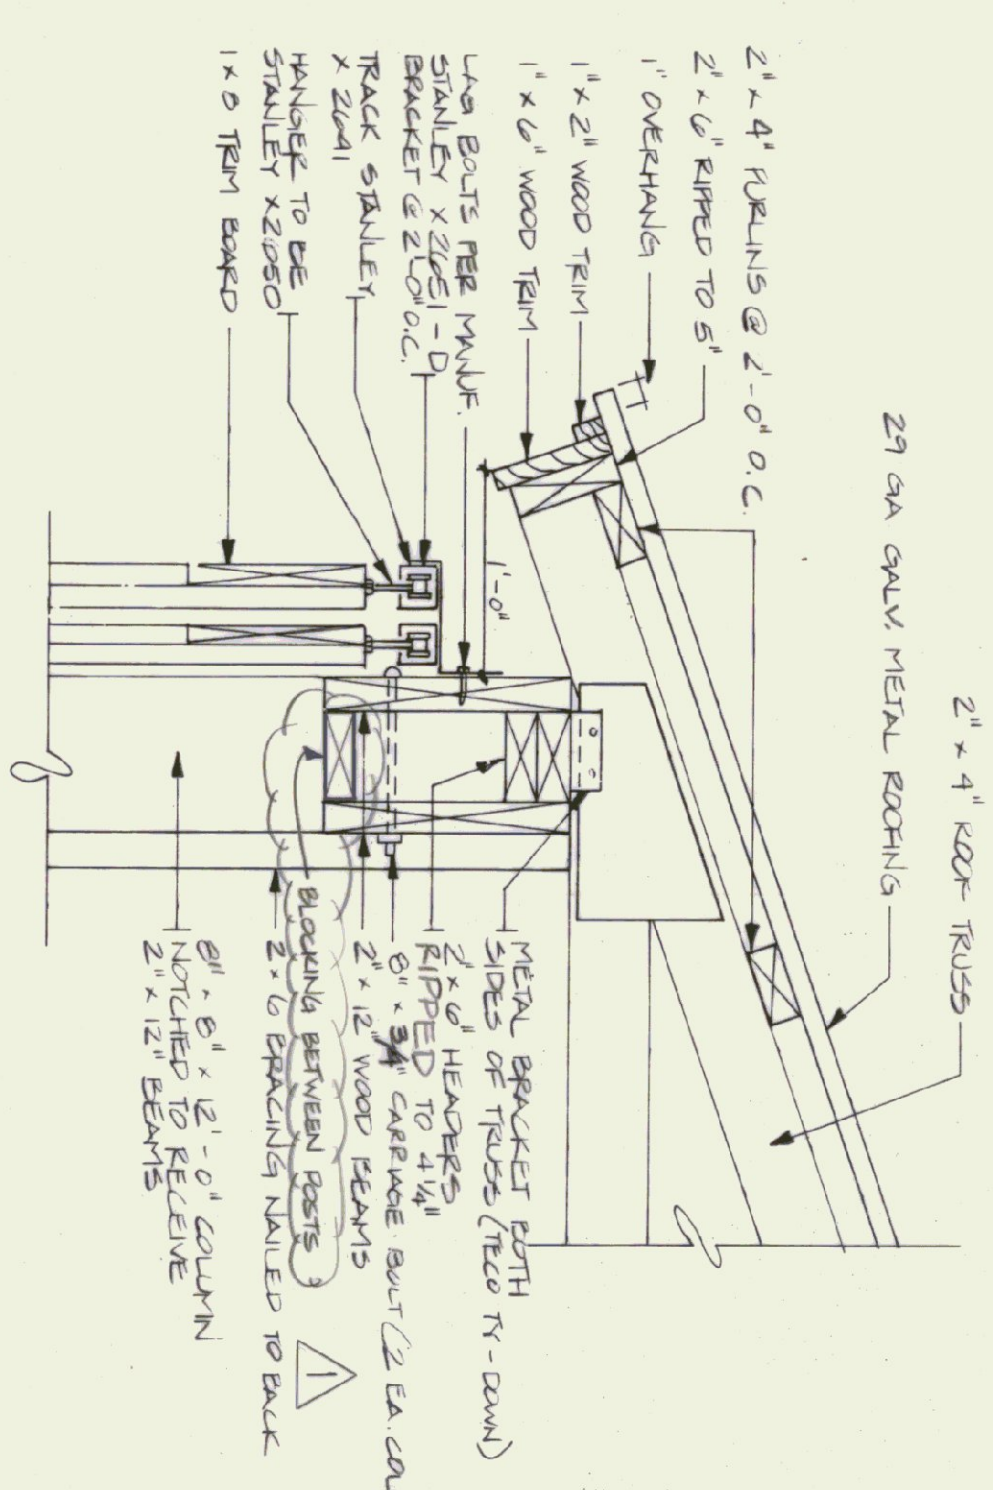 2" x 4" PURLINS @ 2'-0" O.C.
2" x 6" RIPPED TO 5"
1" OVERHANG
1" x 2" WOOD TRIM
1" x 6" WOOD TRIM
LAG BOLTS PER MANUF.
STANLEY x 2651-D
BRACKET @ 2'-0" O.C.
TRACK STANLEY
x 2641
HANGER TO BE
STANLEY x2650
1 x 8 TRIM BOARD
29 GA GALV. METAL ROOFING
2" x 4" ROOF TRUSS
1'-0"
METAL BRACKET BOTH
SIDES OF TRUSS (TECO TY-DOWN)
2" x 6" HEADERS
RIPPED TO 4 1/4"
8" x 3/4" CARRIAGE BOLT (2 EA. COL
2" x 12" WOOD BEAMS
BLOCKING BETWEEN POSTS
1
2 x 6 BRACING NAILED TO BACK
8" x 8" x 12'-0" COLUMN
NOTCHED TO RECEIVE
2" x 12" BEAMS